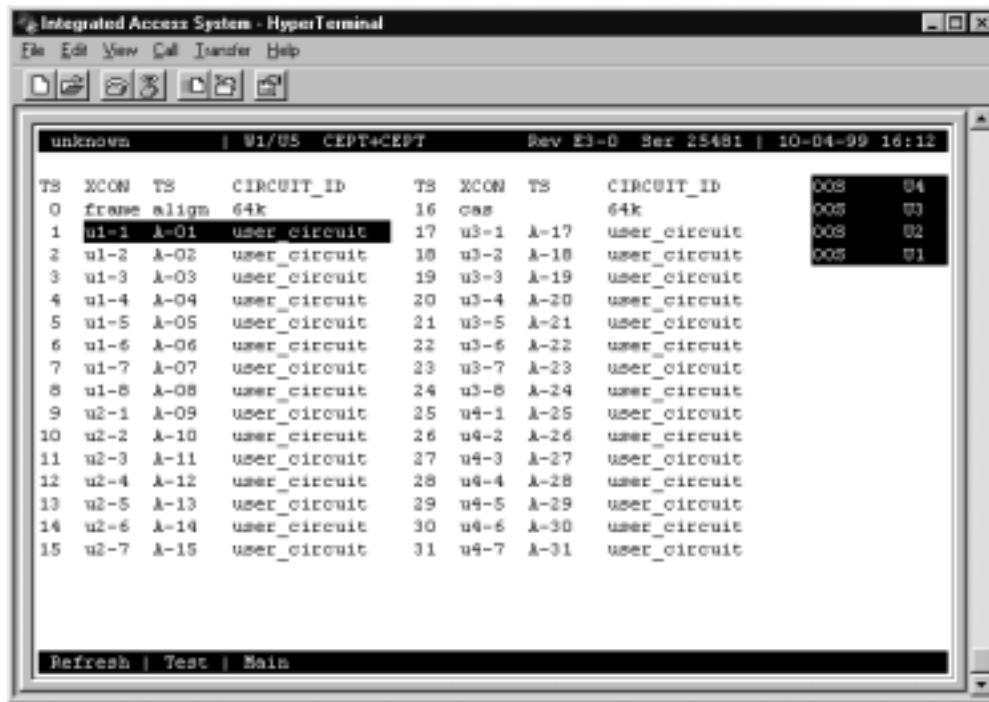 Integrated Access System - HyperTerminal
File Edit View Call Transfer Help
unknown | W1/U5 CEPT+CEPT Rev E3-0 Ser 25481 | 10-04-99 16:12
TS XCON TS CIRCUIT_ID TS XCON TS CIRCUIT_ID OOS U4
0 frame align 64k 16 cas 64k OOS U3
1 u1-1 A-01 user_circuit 17 u3-1 A-17 user_circuit OOS U2
2 u1-2 A-02 user_circuit 18 u3-2 A-18 user_circuit OOS U1
3 u1-3 A-03 user_circuit 19 u3-3 A-19 user_circuit
4 u1-4 A-04 user_circuit 20 u3-4 A-20 user_circuit
5 u1-5 A-05 user_circuit 21 u3-5 A-21 user_circuit
6 u1-6 A-06 user_circuit 22 u3-6 A-22 user_circuit
7 u1-7 A-07 user_circuit 23 u3-7 A-23 user_circuit
8 u1-8 A-08 user_circuit 24 u3-8 A-24 user_circuit
9 u2-1 A-09 user_circuit 25 u4-1 A-25 user_circuit
10 u2-2 A-10 user_circuit 26 u4-2 A-26 user_circuit
11 u2-3 A-11 user_circuit 27 u4-3 A-27 user_circuit
12 u2-4 A-12 user_circuit 28 u4-4 A-28 user_circuit
13 u2-5 A-13 user_circuit 29 u4-5 A-29 user_circuit
14 u2-6 A-14 user_circuit 30 u4-6 A-30 user_circuit
15 u2-7 A-15 user_circuit 31 u4-7 A-31 user_circuit
Refresh | Test | Main